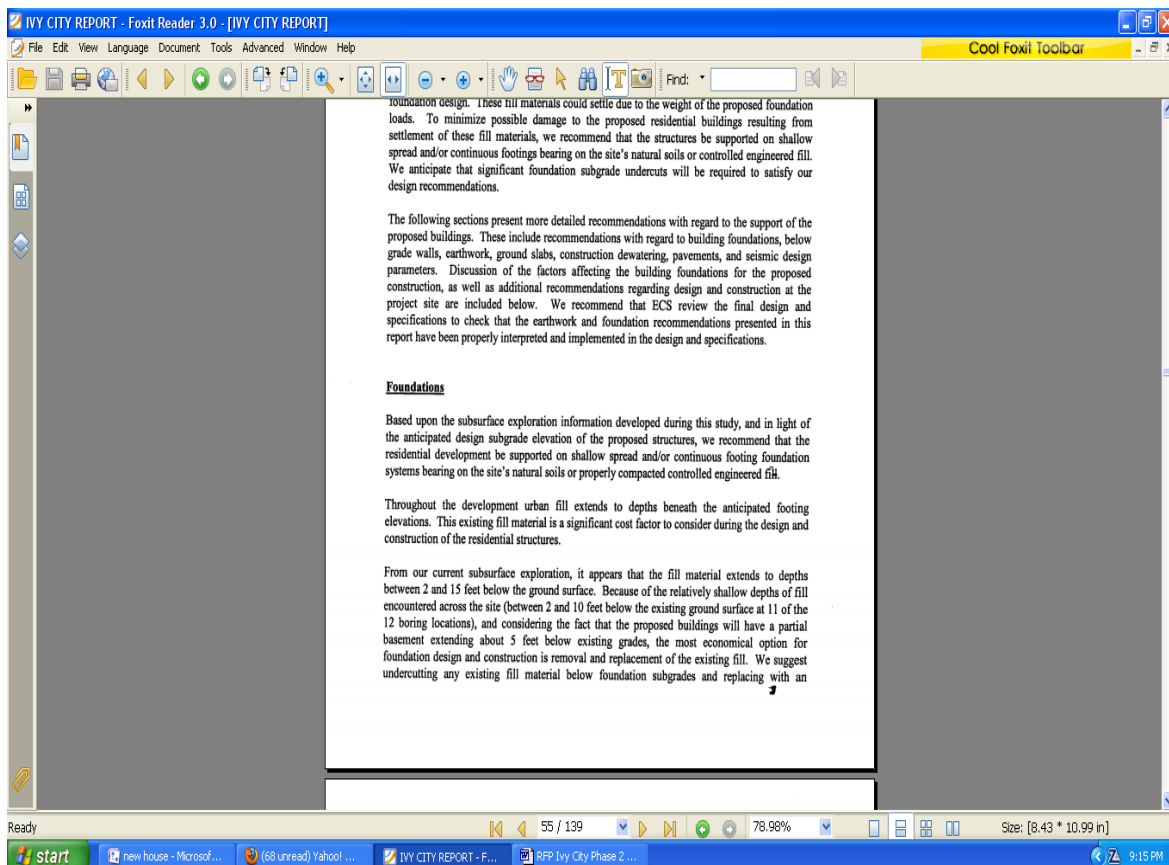 IVY CITY REPORT - Foxit Reader 3.0 - [IVY CITY REPORT]
File Edit View Language Document Tools Advanced Window Help
Cool Foxit Toolbar
Find:
foundation design. These fill materials could settle due to the weight of the proposed foundation
loads. To minimize possible damage to the proposed residential buildings resulting from
settlement of these fill materials, we recommend that the structures be supported on shallow
spread and/or continuous footings bearing on the site's natural soils or controlled engineered fill.
We anticipate that significant foundation subgrade undercuts will be required to satisfy our
design recommendations.
The following sections present more detailed recommendations with regard to the support of the
proposed buildings. These include recommendations with regard to building foundations, below
grade walls, earthwork, ground slabs, construction dewatering, pavements, and seismic design
parameters. Discussion of the factors affecting the building foundations for the proposed
construction, as well as additional recommendations regarding design and construction at the
project site are included below. We recommend that ECS review the final design and
specifications to check that the earthwork and foundation recommendations presented in this
report have been properly interpreted and implemented in the design and specifications.
Foundations
Based upon the subsurface exploration information developed during this study, and in light of
the anticipated design subgrade elevation of the proposed structures, we recommend that the
residential development be supported on shallow spread and/or continuous footing foundation
systems bearing on the site's natural soils or properly compacted controlled engineered fill.
Throughout the development urban fill extends to depths beneath the anticipated footing
elevations. This existing fill material is a significant cost factor to consider during the design and
construction of the residential structures.
From our current subsurface exploration, it appears that the fill material extends to depths
between 2 and 15 feet below the ground surface. Because of the relatively shallow depths of fill
encountered across the site (between 2 and 10 feet below the existing ground surface at 11 of the
12 boring locations), and considering the fact that the proposed buildings will have a partial
basement extending about 5 feet below existing grades, the most economical option for
foundation design and construction is removal and replacement of the existing fill. We suggest
undercutting any existing fill material below foundation subgrades and replacing with an
Ready
55 / 139
78.98%
Size: [8.43 * 10.99 in]
start
new house - Microsof...
(68 unread) Yahoo! ...
IVY CITY REPORT - F...
RFP Ivy City Phase 2 ...
9:15 PM